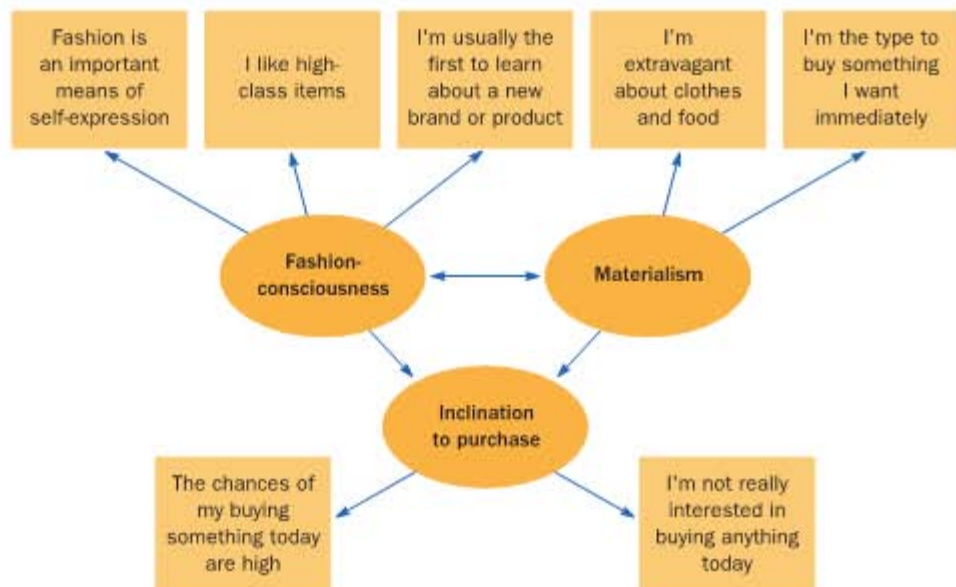 Fashion is
an important
means of
self-expression
I like high-
class items
I'm usually the
first to learn
about a new
brand or product
I'm
extravagant
about clothes
and food
I'm the type to
buy something
I want
immediately
Fashion-
consciousness
Materialism
Inclination
to purchase
The chances of
my buying
something today
are high
I'm not really
interested in
buying anything
today